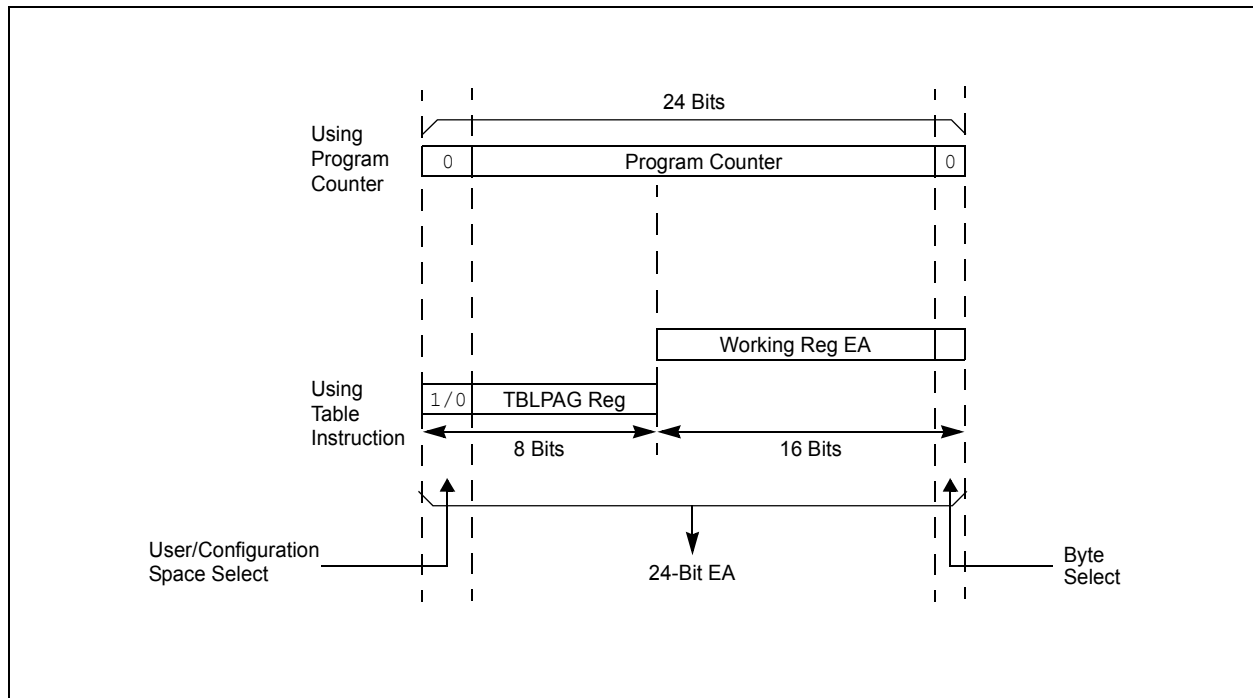 24 Bits
Using
Program
Counter
0
Program Counter
0
Working Reg EA
Using
Table
Instruction
1/0
TBLPAG Reg
8 Bits
16 Bits
User/Configuration
Space Select
24-Bit EA
Byte
Select